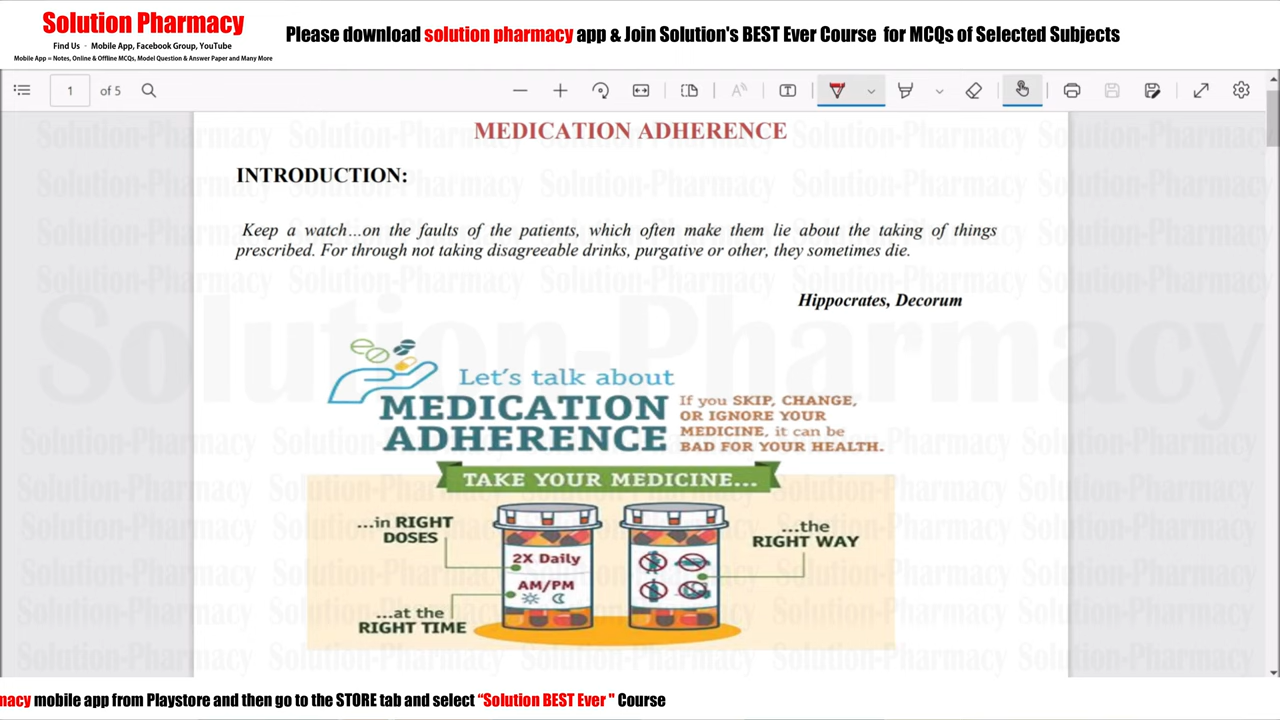 Solution Pharmacy
Find Us - Mobile App, Facebook Group, YouTube
Mobile App = Notes, Online & Offline MCQs, Model Question & Answer Paper and Many More
Please download solution pharmacy app & Join Solution's BEST Ever Course for MCQs of Selected Subjects
1 of 5
MEDICATION ADHERENCE
INTRODUCTION:
Keep a watch...on the faults of the patients, which often make them lie about the taking of things
prescribed. For through not taking disagreeable drinks, purgative or other, they sometimes die.
Hippocrates, Decorum
Let's talk about
MEDICATION
ADHERENCE
If you SKIP, CHANGE,
OR IGNORE YOUR
MEDICINE, it can be
BAD FOR YOUR HEALTH.
TAKE YOUR MEDICINE...
...in RIGHT
DOSES
...at the
RIGHT TIME
2X Daily
AM/PM
...the
RIGHT WAY
Solution-Pharmacy
macy mobile app from Playstore and then go to the STORE tab and select “Solution BEST Ever " Course